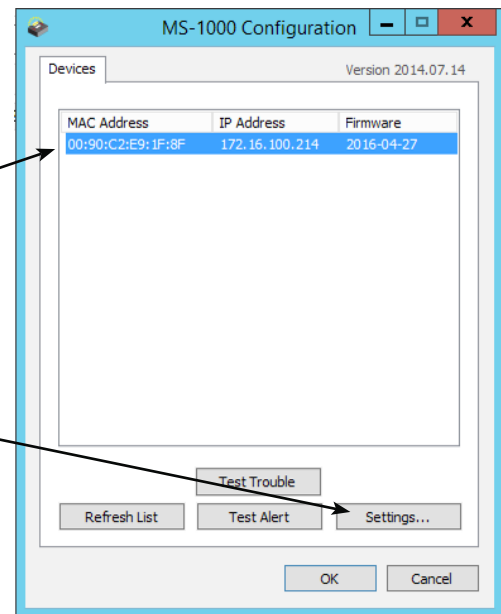 MS-1000 Configuration
Devices
Version 2014.07.14
MAC Address IP Address Firmware
00:90:C2:E9:1F:8F 172.16.100.214 2016-04-27
Test Trouble
Refresh List Test Alert Settings...
OK Cancel